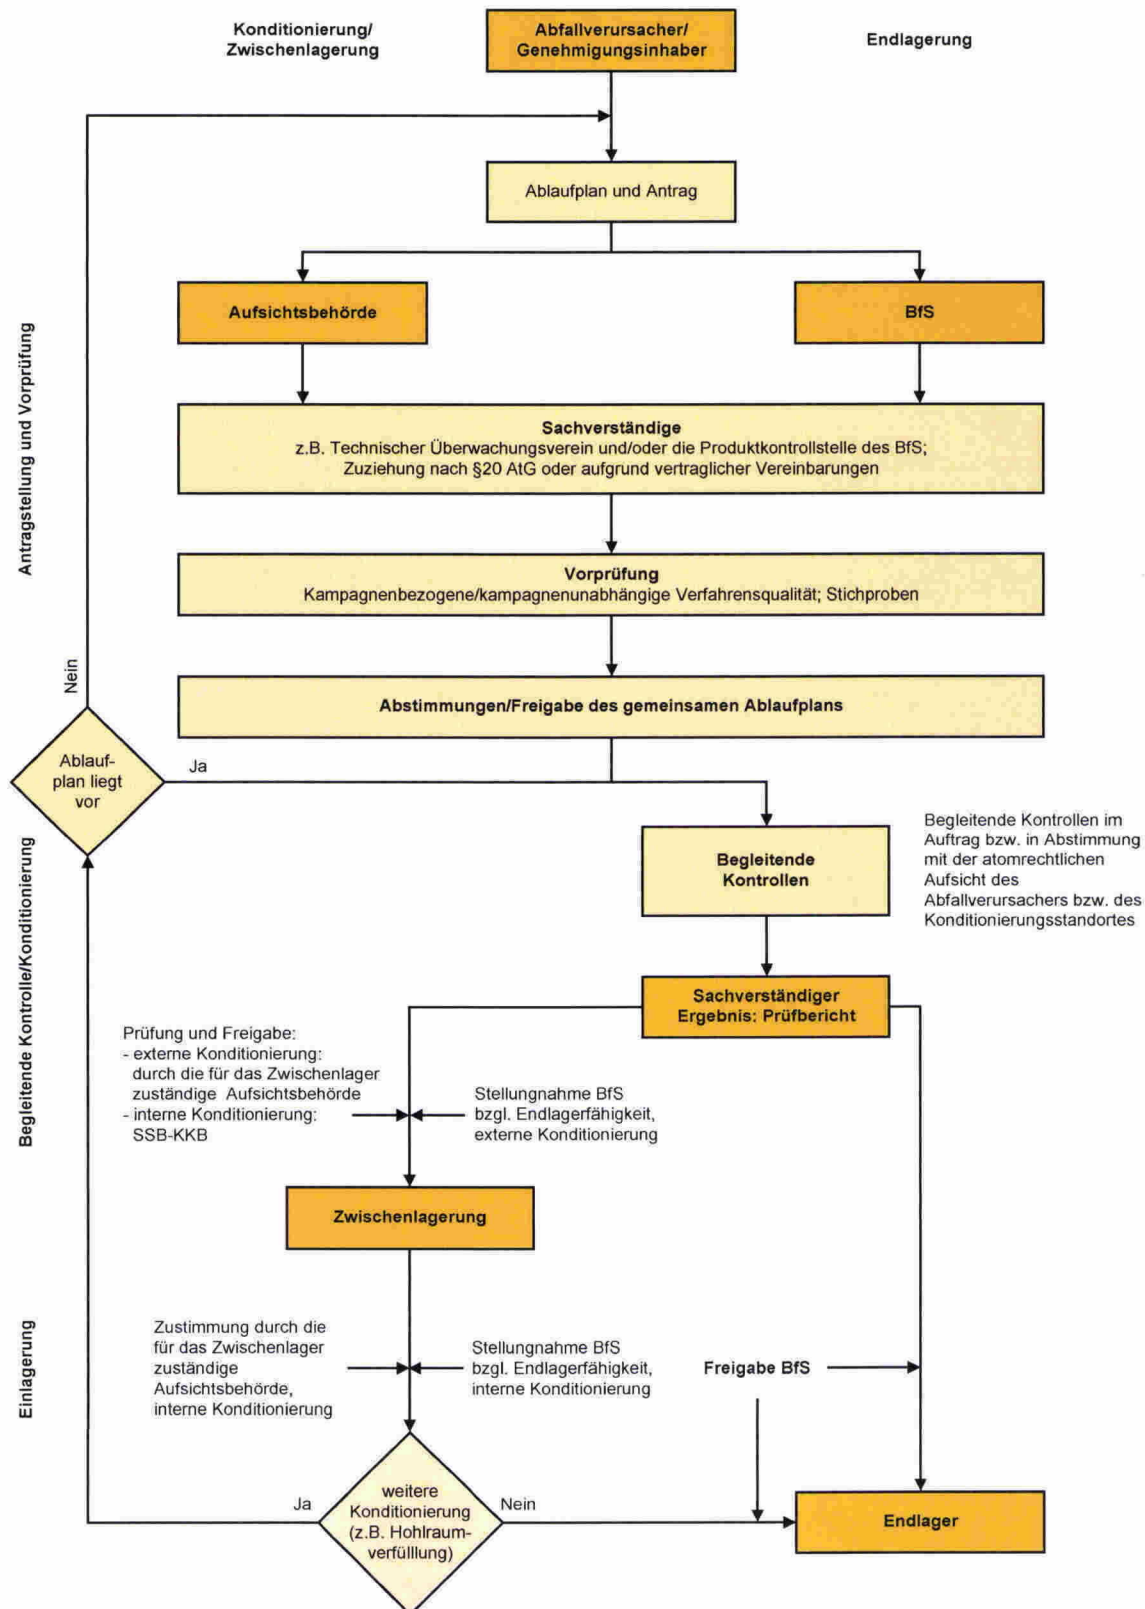 Konditionierung/
Zwischenlagerung
Abfallverursacher/
Genehmigungsinhaber
Endlagerung
Ablaufplan und Antrag
Aufsichtsbehörde
BfS
Antragstellung und Vorprüfung
Sachverständige
z.B. Technischer Überwachungsverein und/oder die Produktkontrollstelle des BfS;
Zuziehung nach §20 AtG oder aufgrund vertraglicher Vereinbarungen
Vorprüfung
Kampagnenbezogene/kampagnenunabhängige Verfahrensqualität; Stichproben
Nein
Abstimmungen/Freigabe des gemeinsamen Ablaufplans
Ablauf-
plan liegt
vor
Ja
Begleitende
Kontrollen
Begleitende Kontrollen im
Auftrag bzw. in Abstimmung
mit der atomrechtlichen
Aufsicht des
Abfallverursachers bzw. des
Konditionierungsstandortes
Begleitende Kontrolle/Konditionierung
Sachverständiger
Ergebnis: Prüfbericht
Prüfung und Freigabe:
- externe Konditionierung:
durch die für das Zwischenlager
zuständige Aufsichtsbehörde
- interne Konditionierung:
SSB-KKB
Stellungnahme BfS
bzgl. Endlagerfähigkeit,
externe Konditionierung
Zwischenlagerung
Einlagerung
Zustimmung durch die
für das Zwischenlager
zuständige
Aufsichtsbehörde,
interne Konditionierung
Stellungnahme BfS
bzgl. Endlagerfähigkeit,
interne Konditionierung
Freigabe BfS
Ja
weitere
Konditionierung
(z.B. Hohlraum-
verfülllung)
Nein
Endlager